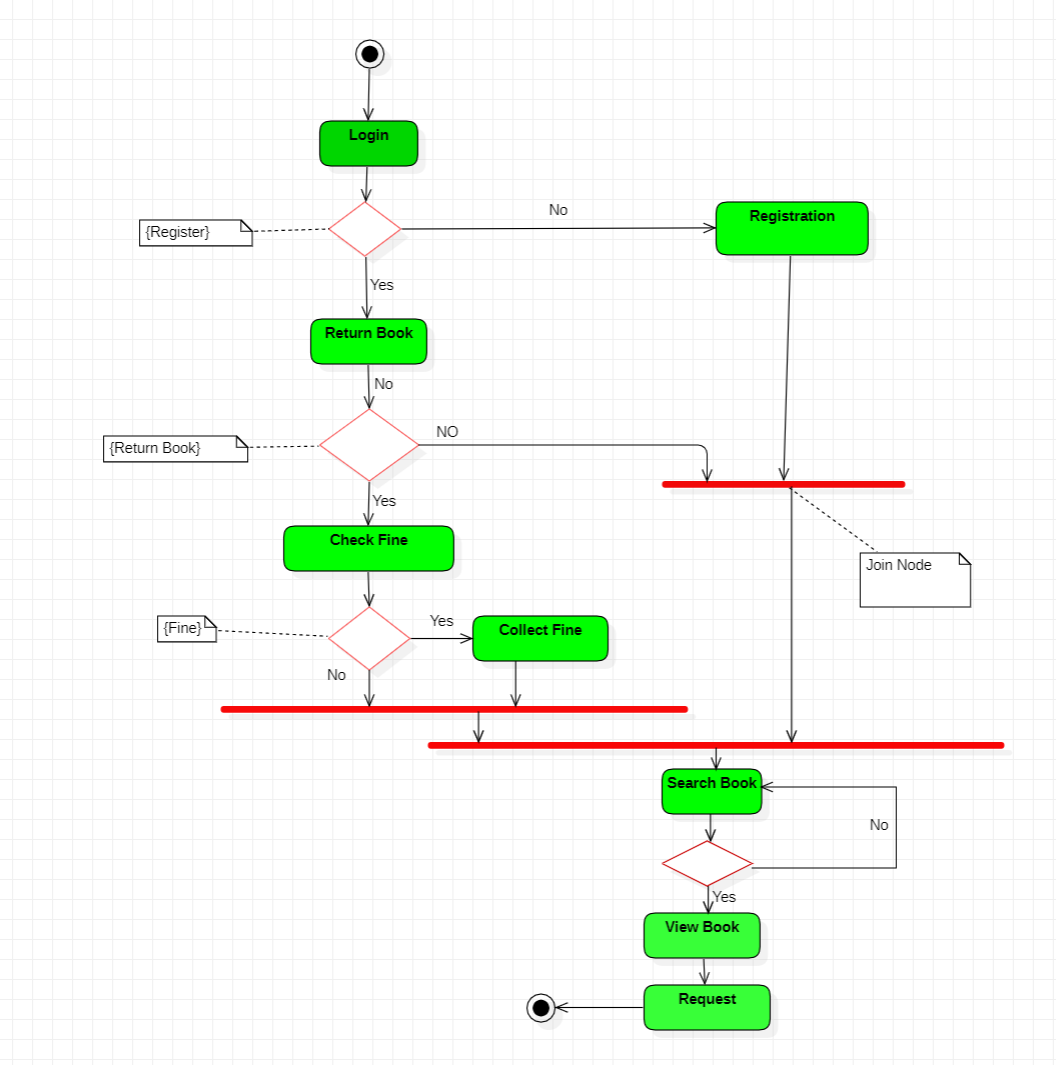 Login
No
{Register}
Registration
Yes
Return Book
No
NO
{Return Book}
Yes
Check Fine
Join Node
{Fine}
Yes
Collect Fine
No
Search Book
No
Yes
View Book
Request